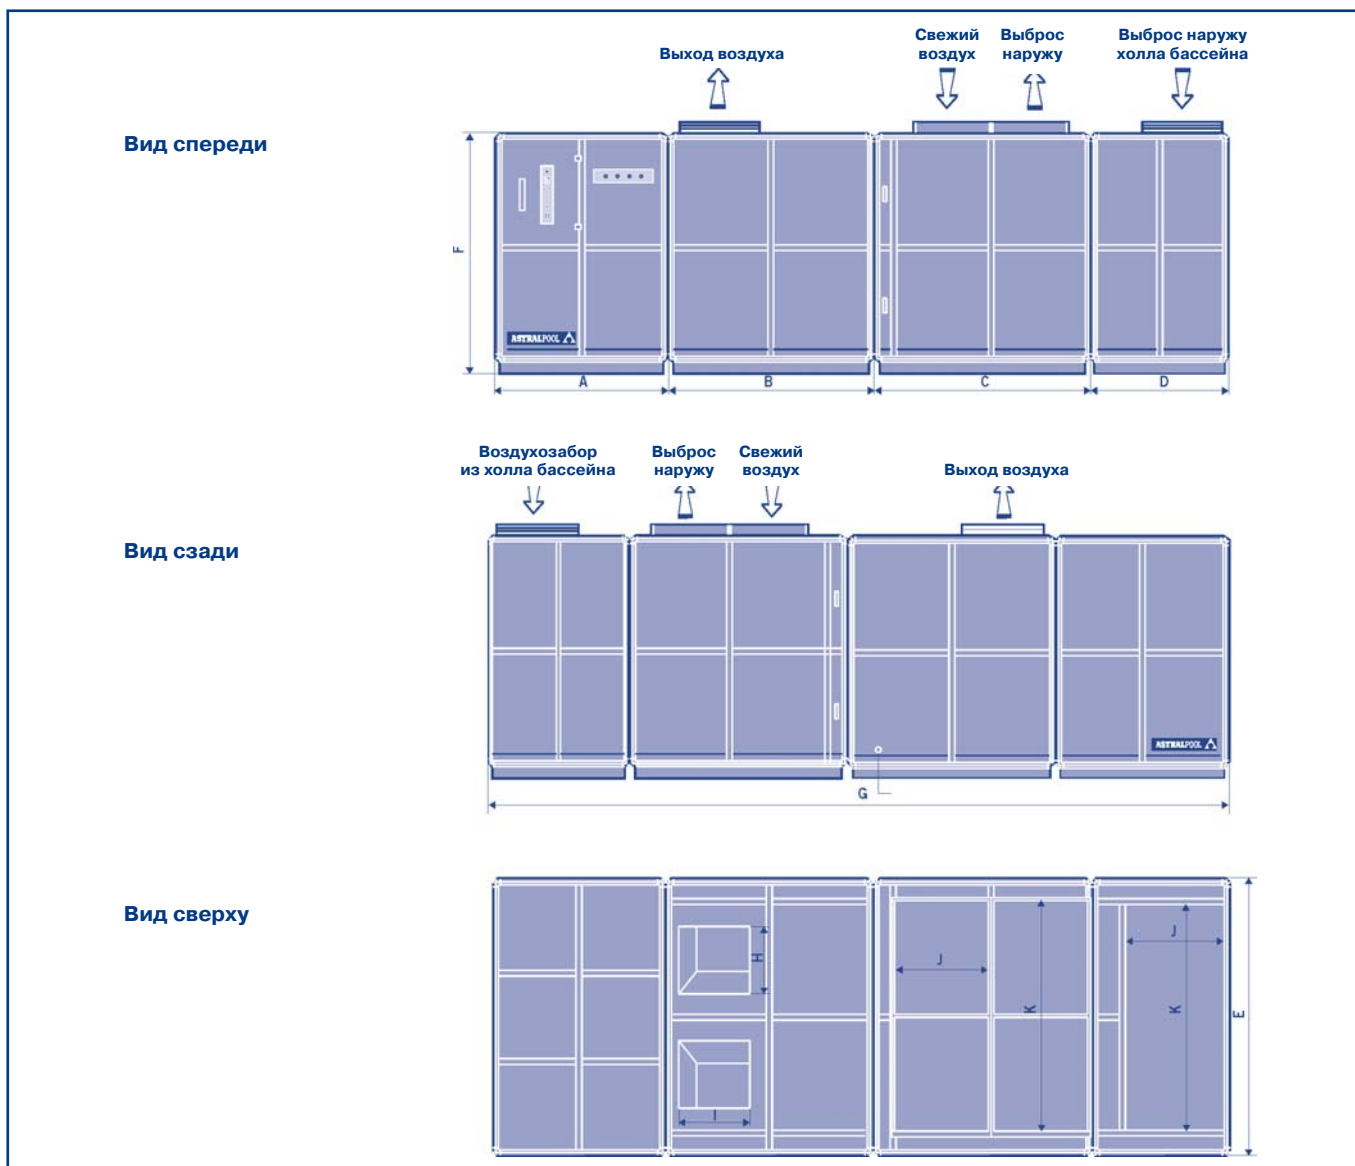 Выход воздуха
Свежий
воздух
Выброс
наружу
Выброс наружу
холла бассейна
Вид спереди
F
ASTRALPOOL
A
B
C
D
Воздухозабор
из холла бассейна
Выброс
наружу
Свежий
воздух
Выход воздуха
Вид сзади
ASTRALPOOL
G
Вид сверху
H
I
J
K
J
K
E